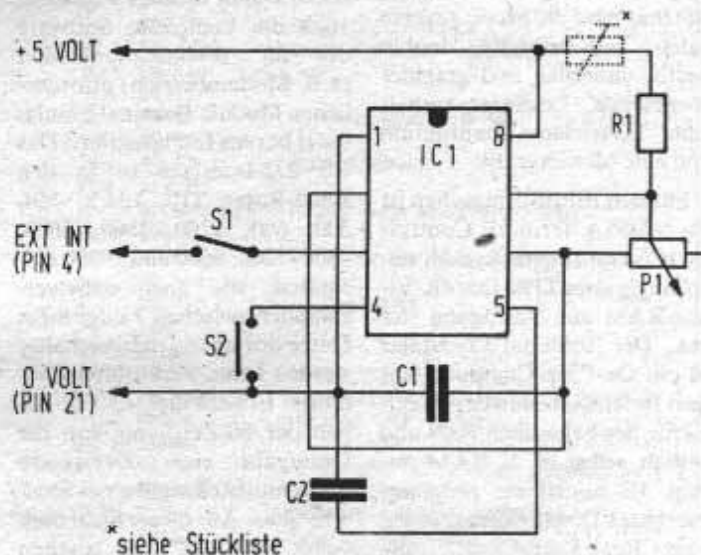 *
+5 VOLT
R1
1
8
IC1
EXT INT
(PIN 4)
S1
P1
4
5
S2
0 VOLT
(PIN 21)
C1
C2
*siehe Stückliste